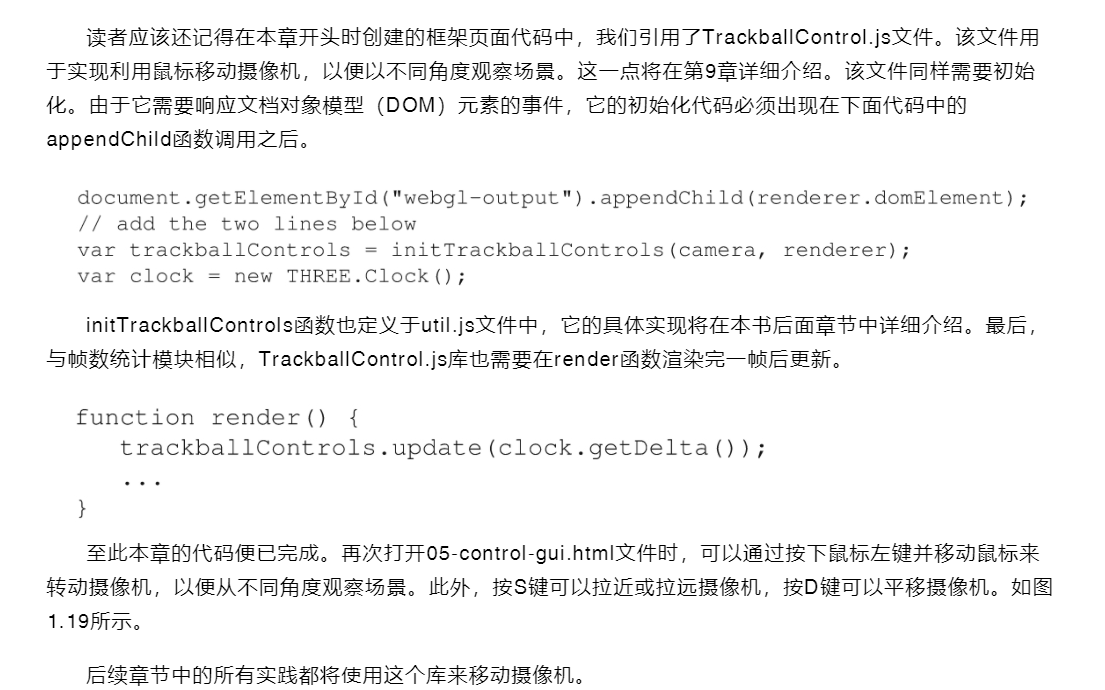 读者应该还记得在本章开头时创建的框架页面代码中，我们引用了TrackballControl.js文件。该文件用
于实现利用鼠标移动摄像机，以便以不同角度观察场景。这一点将在第9章详细介绍。该文件同样需要初始
化。由于它需要响应文档对象模型（DOM）元素的事件，它的初始化代码必须出现在下面代码中的
appendChild函数调用之后。
document.getElementById("webgl-output").appendChild(renderer.domElement);
// add the two lines below
var trackballControls = initTrackballControls(camera, renderer);
var clock = new THREE.Clock();
initTrackballControls函数也定义于util.js文件中，它的具体实现将在本书后面章节中详细介绍。最后，
与帧数统计模块相似，TrackballControl.js库也需要在render函数渲染完一帧后更新。
function render() {
trackballControls.update(clock.getDelta());
...
}
至此本章的代码便已完成。再次打开05-control-gui.html文件时，可以通过按下鼠标左键并移动鼠标来
转动摄像机，以便从不同角度观察场景。此外，按S键可以拉近或拉远摄像机，按D键可以平移摄像机。如图
1.19所示。
后续章节中的所有实践都将使用这个库来移动摄像机。